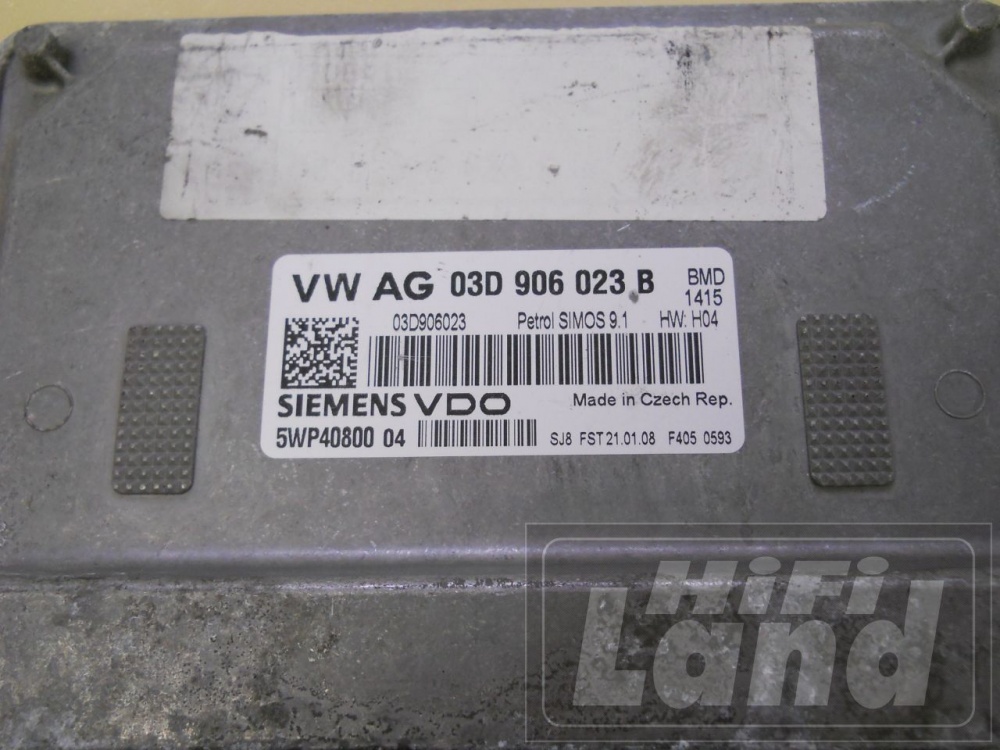 VW AG 03D 906 023 B BMD
1415
03D906023 Petrol SIMOS 9.1 HW: H04
SIEMENS VDO Made in Czech Rep.
5WP40800 04 SJ8 FST 21.01.08 F405 0593
HiFi
Land